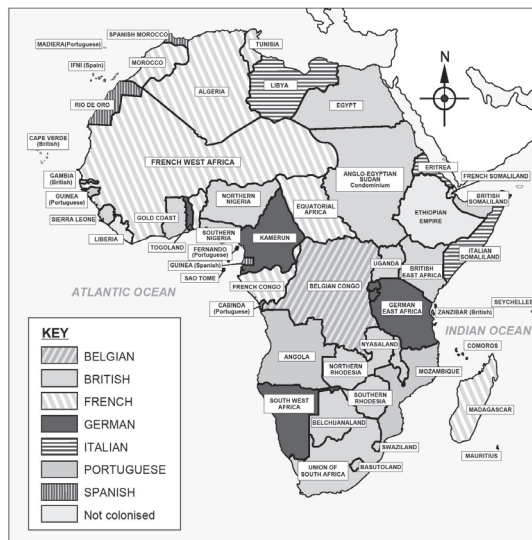 SPANISH MOROCCO
MADIERA(Portuguese)
TUNISIA
MOROCCO
IFNI (Spain)
ALGERIA
LIBYA
EGYPT
RIO DE ORO
N
CAPE VERDE
(British)
FRENCH WEST AFRICA
ANGLO-EGYPTIAN
SUDAN
Condominium
ERITREA
FRENCH SOMALILAND
GAMBIA
(British)
GUINEA
(Portuguese)
SIERRA LEONE
LIBERIA
GOLD COAST
TOGOLAND
NORTHERN
NIGERIA
SOUTHERN
NIGERIA
EQUATORIAL
AFRICA
BRITISH
SOMALILAND
ETHIOPIAN
EMPIRE
ITALIAN
SOMALILAND
KAMERUN
FERNANDO
(Portuguese)
GUINEA (Spanish)
SAO TOME
UGANDA
BRITISH
EAST AFRICA
FRENCH CONGO
BELGIAN CONGO
ATLANTIC OCEAN
CABINDA
(Portuguese)
GERMAN
EAST AFRICA
ZANZIBAR (British)
SEYCHELLES
INDIAN OCEAN
COMOROS
ANGOLA
NYASALAND
NORTHERN
RHODESIA
MOZAMBIQUE
SOUTH WEST
AFRICA
SOUTHERN
RHODESIA
MADAGASCAR
BELCHUANALAND
SWAZILAND
MAURITIUS
UNION OF
SOUTH AFRICA
BASUTOLAND
KEY
BELGIAN
BRITISH
FRENCH
GERMAN
ITALIAN
PORTUGUESE
SPANISH
Not colonised